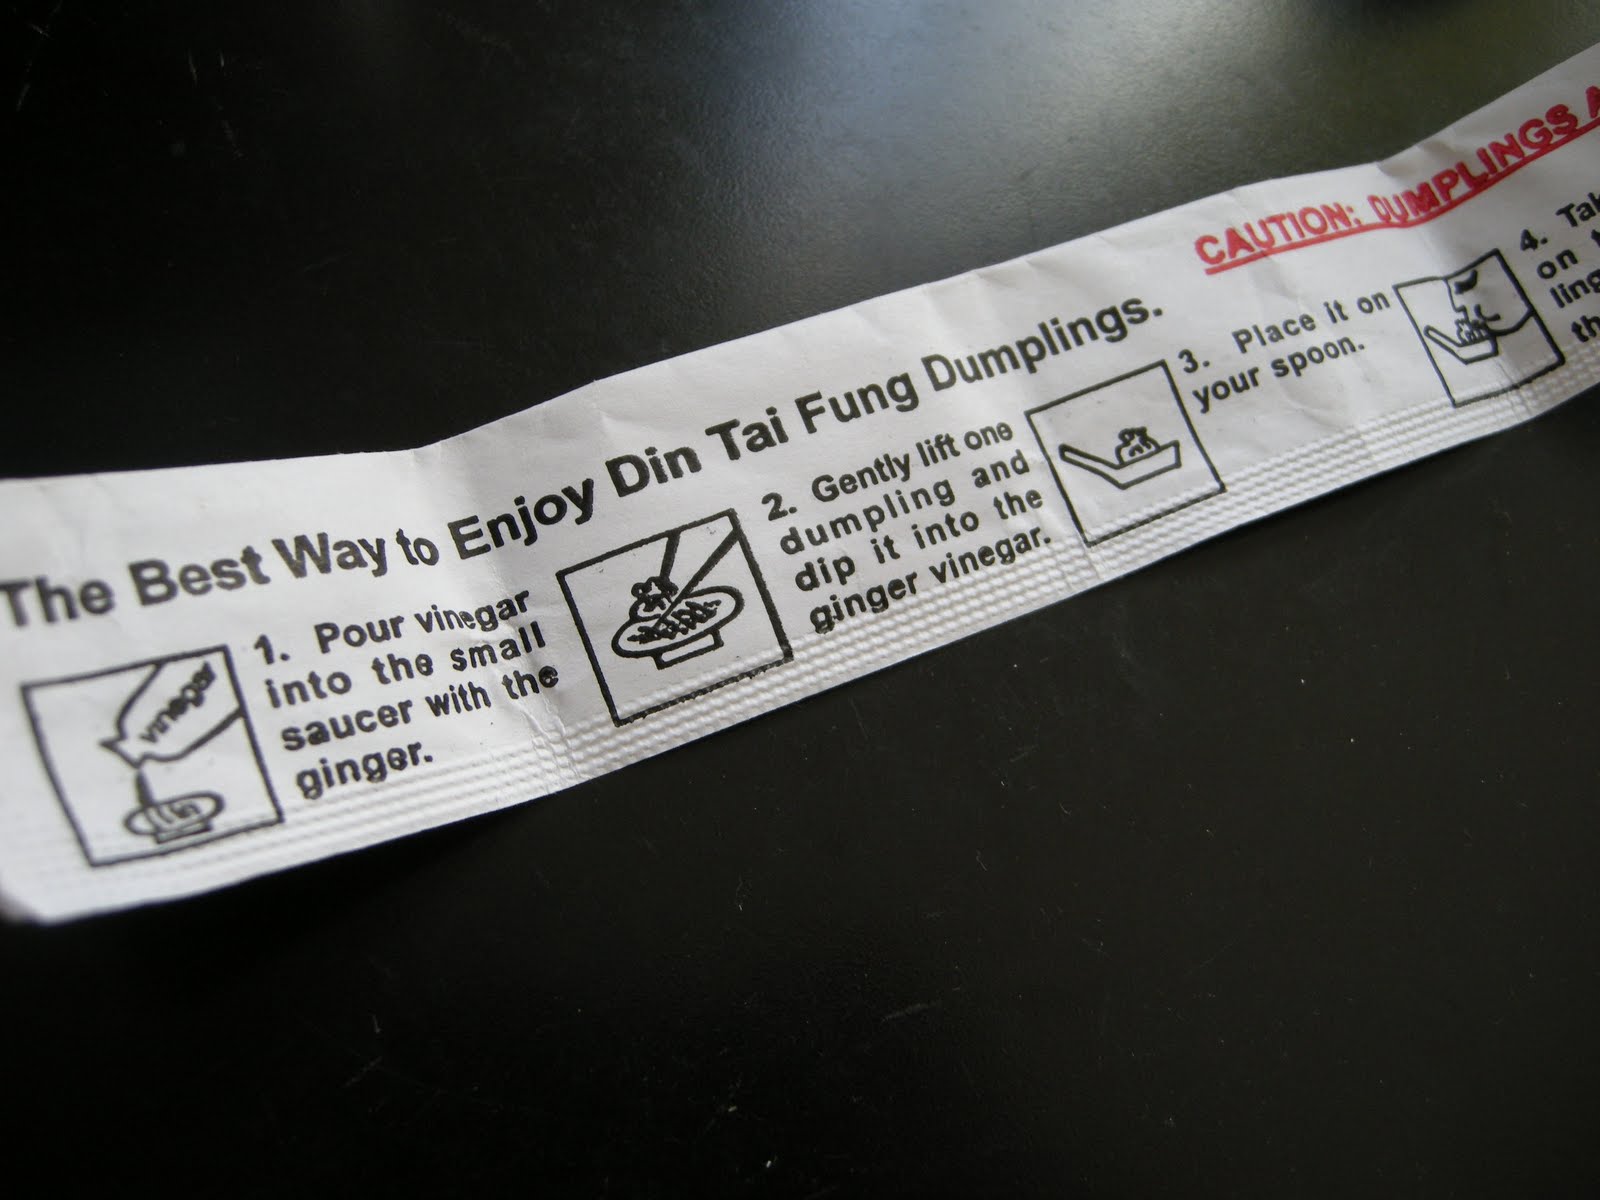 The Best Way to Enjoy Din Tai Fung Dumplings.
CAUTION: DUMPLINGS
vinegar
1. Pour vinegar
into the small
saucer with the
ginger.
2. Gently lift one
dumpling and
dip it into the
ginger vinegar.
3. Place it on
your spoon.
4.
on